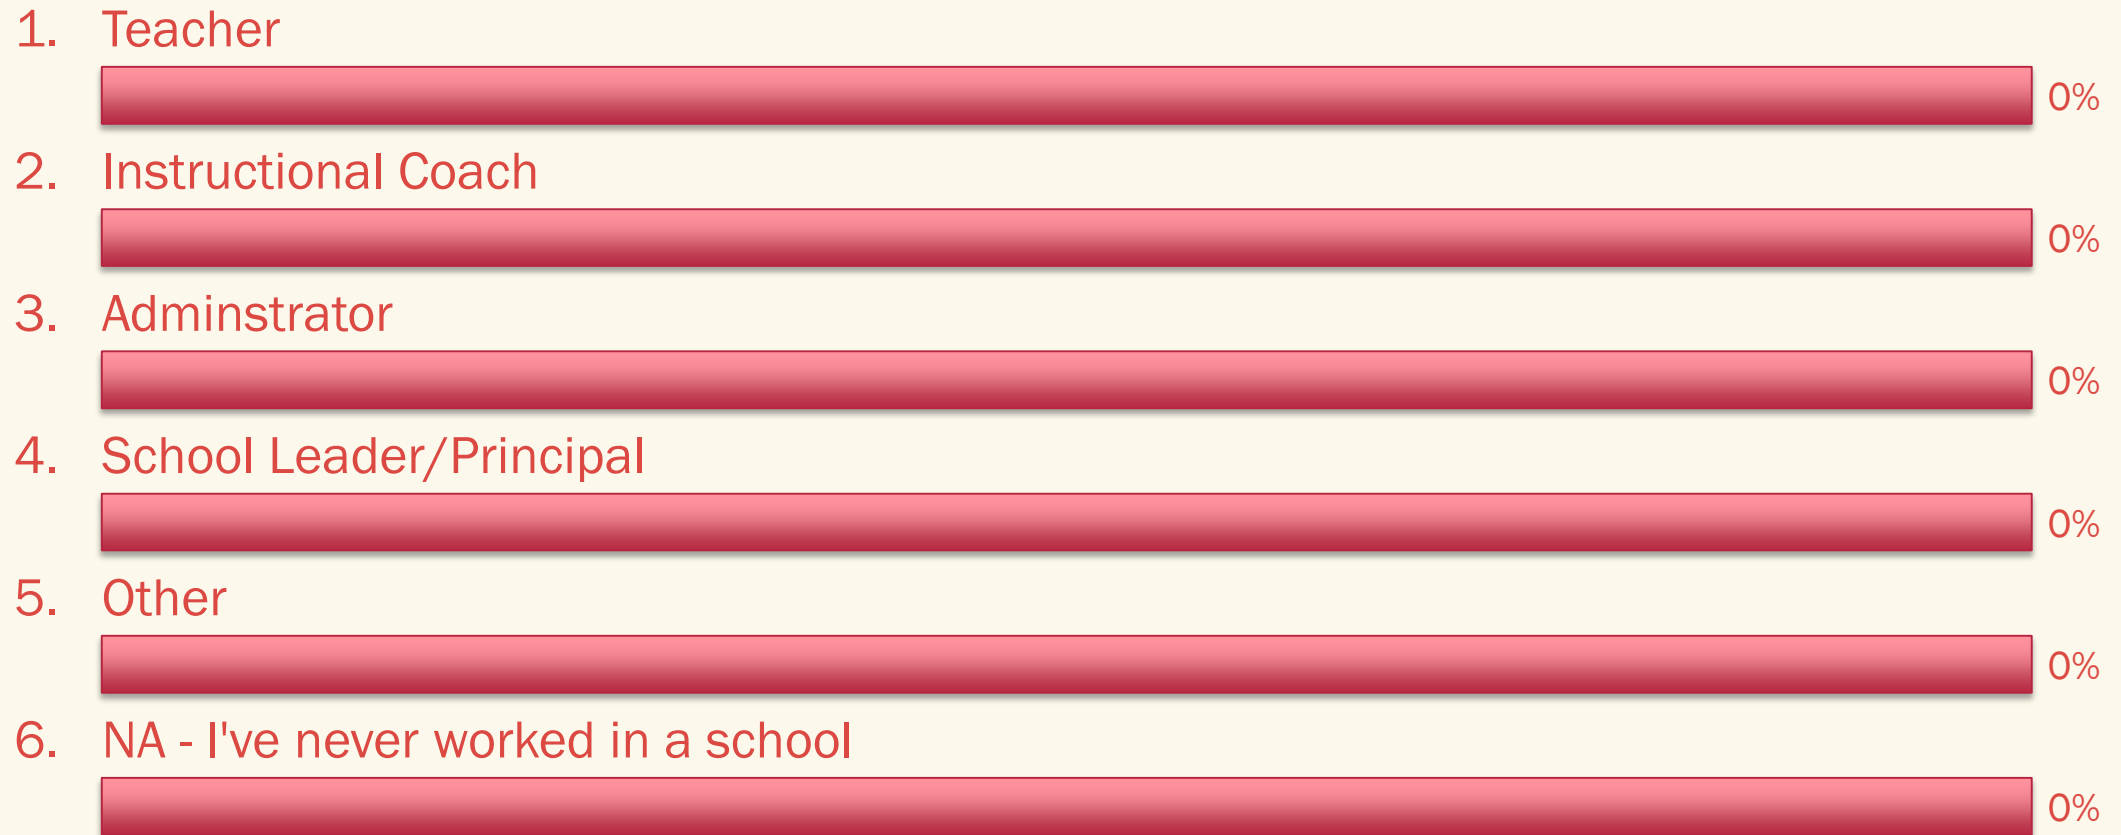 1. Teacher
0%
2. Instructional Coach
0%
3. Adminstrator
0%
4. School Leader/Principal
0%
5. Other
0%
6. NA - I've never worked in a school
0%